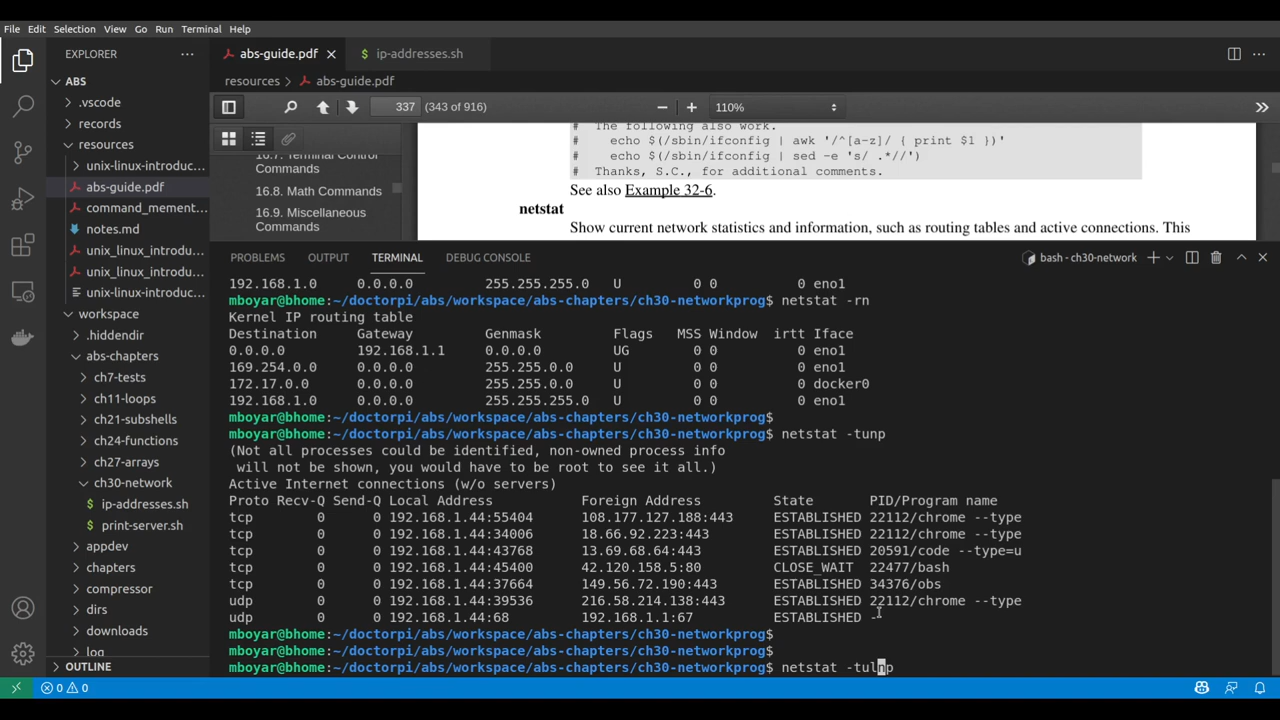 File Edit Selection View Go Run Terminal Help
EXPLORER
ABS
.vscode
records
resources
unix-linux-introduc...
abs-guide.pdf
command_mement...
notes.md
unix_linux_introdu...
unix_linux_introdu...
unix-linux-introduc...
workspace
.hiddendir
abs-chapters
ch7-tests
ch11-loops
ch21-subshells
ch24-functions
ch27-arrays
ch30-network
ip-addresses.sh
print-server.sh
appdev
chapters
commissioner
dirs
downloads
log
OUTLINE
abs-guide.pdf
ip-addresses.sh
resources > abs-guide.pdf
337 (343 of 916) 110%
16.7. Terminal Control
Commands
16.8. Math Commands
16.9. Miscellaneous
Commands
# The following also work.
# echo $(/sbin/ifconfig | awk '/^[a-z]/ { print $1 })'
# echo $(/sbin/ifconfig | sed -e 's/ .*//')
# Thanks, S.C., for additional comments.
See also Example 32-6.
netstat
Show current network statistics and information, such as routing tables and active connections. This
PROBLEMS OUTPUT TERMINAL DEBUG CONSOLE
bash - ch30-network
192.168.1.0 0.0.0.0 255.255.255.0 U 0 0 0 eno1
mboyar@bhome:~/doctorpi/abs/workspace/abs-chapters/ch30-networkprog$ netstat -rn
Kernel IP routing table
Destination Gateway Genmask Flags MSS Window irtt Iface
0.0.0.0 192.168.1.1 0.0.0.0 UG 0 0 0 eno1
169.254.0.0 0.0.0.0 255.255.0.0 U 0 0 0 eno1
172.17.0.0 0.0.0.0 255.255.0.0 U 0 0 0 docker0
192.168.1.0 0.0.0.0 255.255.255.0 U 0 0 0 eno1
mboyar@bhome:~/doctorpi/abs/workspace/abs-chapters/ch30-networkprog$
mboyar@bhome:~/doctorpi/abs/workspace/abs-chapters/ch30-networkprog$ netstat -tunp
(Not all processes could be identified, non-owned process info
will not be shown, you would have to be root to see it all.)
Active Internet connections (w/o servers)
Proto Recv-Q Send-Q Local Address Foreign Address State PID/Program name
tcp 0 0 192.168.1.44:55404 108.177.127.188:443 ESTABLISHED 22112/chrome --type
tcp 0 0 192.168.1.44:34006 18.66.92.223:443 ESTABLISHED 22112/chrome --type
tcp 0 0 192.168.1.44:43768 13.69.68.64:443 ESTABLISHED 20591/code --type=u
tcp 0 0 192.168.1.44:45400 42.120.158.5:80 CLOSE_WAIT 22477/bash
tcp 0 0 192.168.1.44:37664 149.56.72.190:443 ESTABLISHED 34376/obs
udp 0 0 192.168.1.44:39536 216.58.214.138:443 ESTABLISHED 22112/chrome --type
udp 0 0 192.168.1.44:68 192.168.1.1:67 ESTABLISHED -
mboyar@bhome:~/doctorpi/abs/workspace/abs-chapters/ch30-networkprog$
mboyar@bhome:~/doctorpi/abs/workspace/abs-chapters/ch30-networkprog$
mboyar@bhome:~/doctorpi/abs/workspace/abs-chapters/ch30-networkprog$ netstat -tulnp
0 0